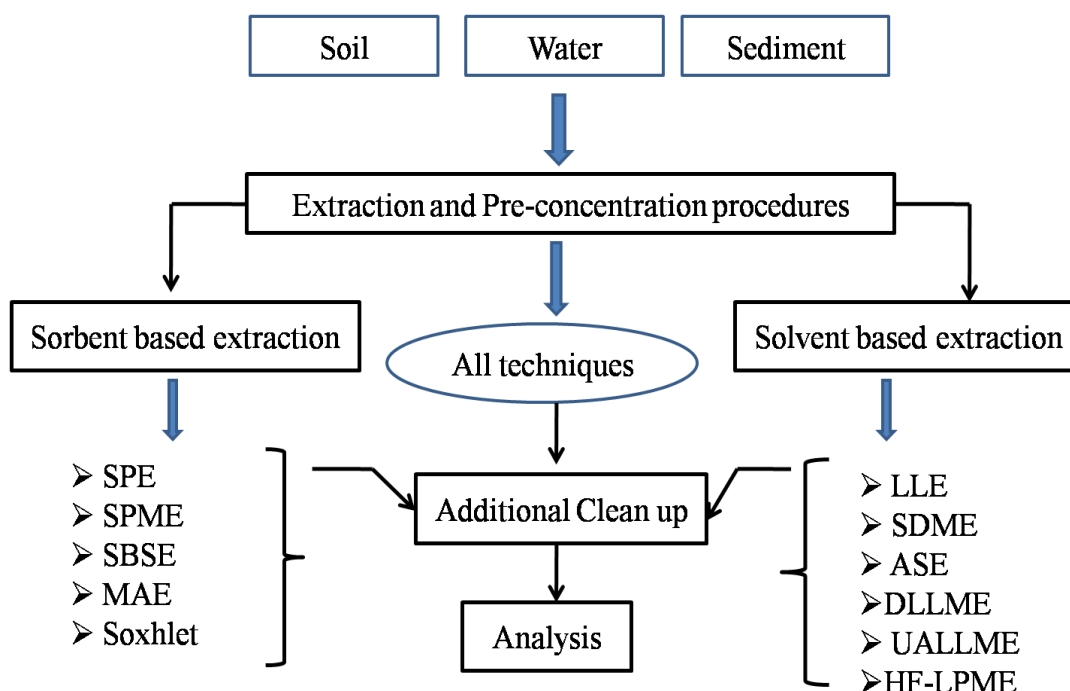 Soil
Water
Sediment
Extraction and Pre-concentration procedures
Sorbent based extraction
All techniques
Solvent based extraction
➢ SPE
➢ SPME
➢ SBSE
➢ MAE
➢ Soxhlet
Additional Clean up
Analysis
➢ LLE
➢ SDME
➢ ASE
➢DLLME
➢ UALLME
➢HF-LPME